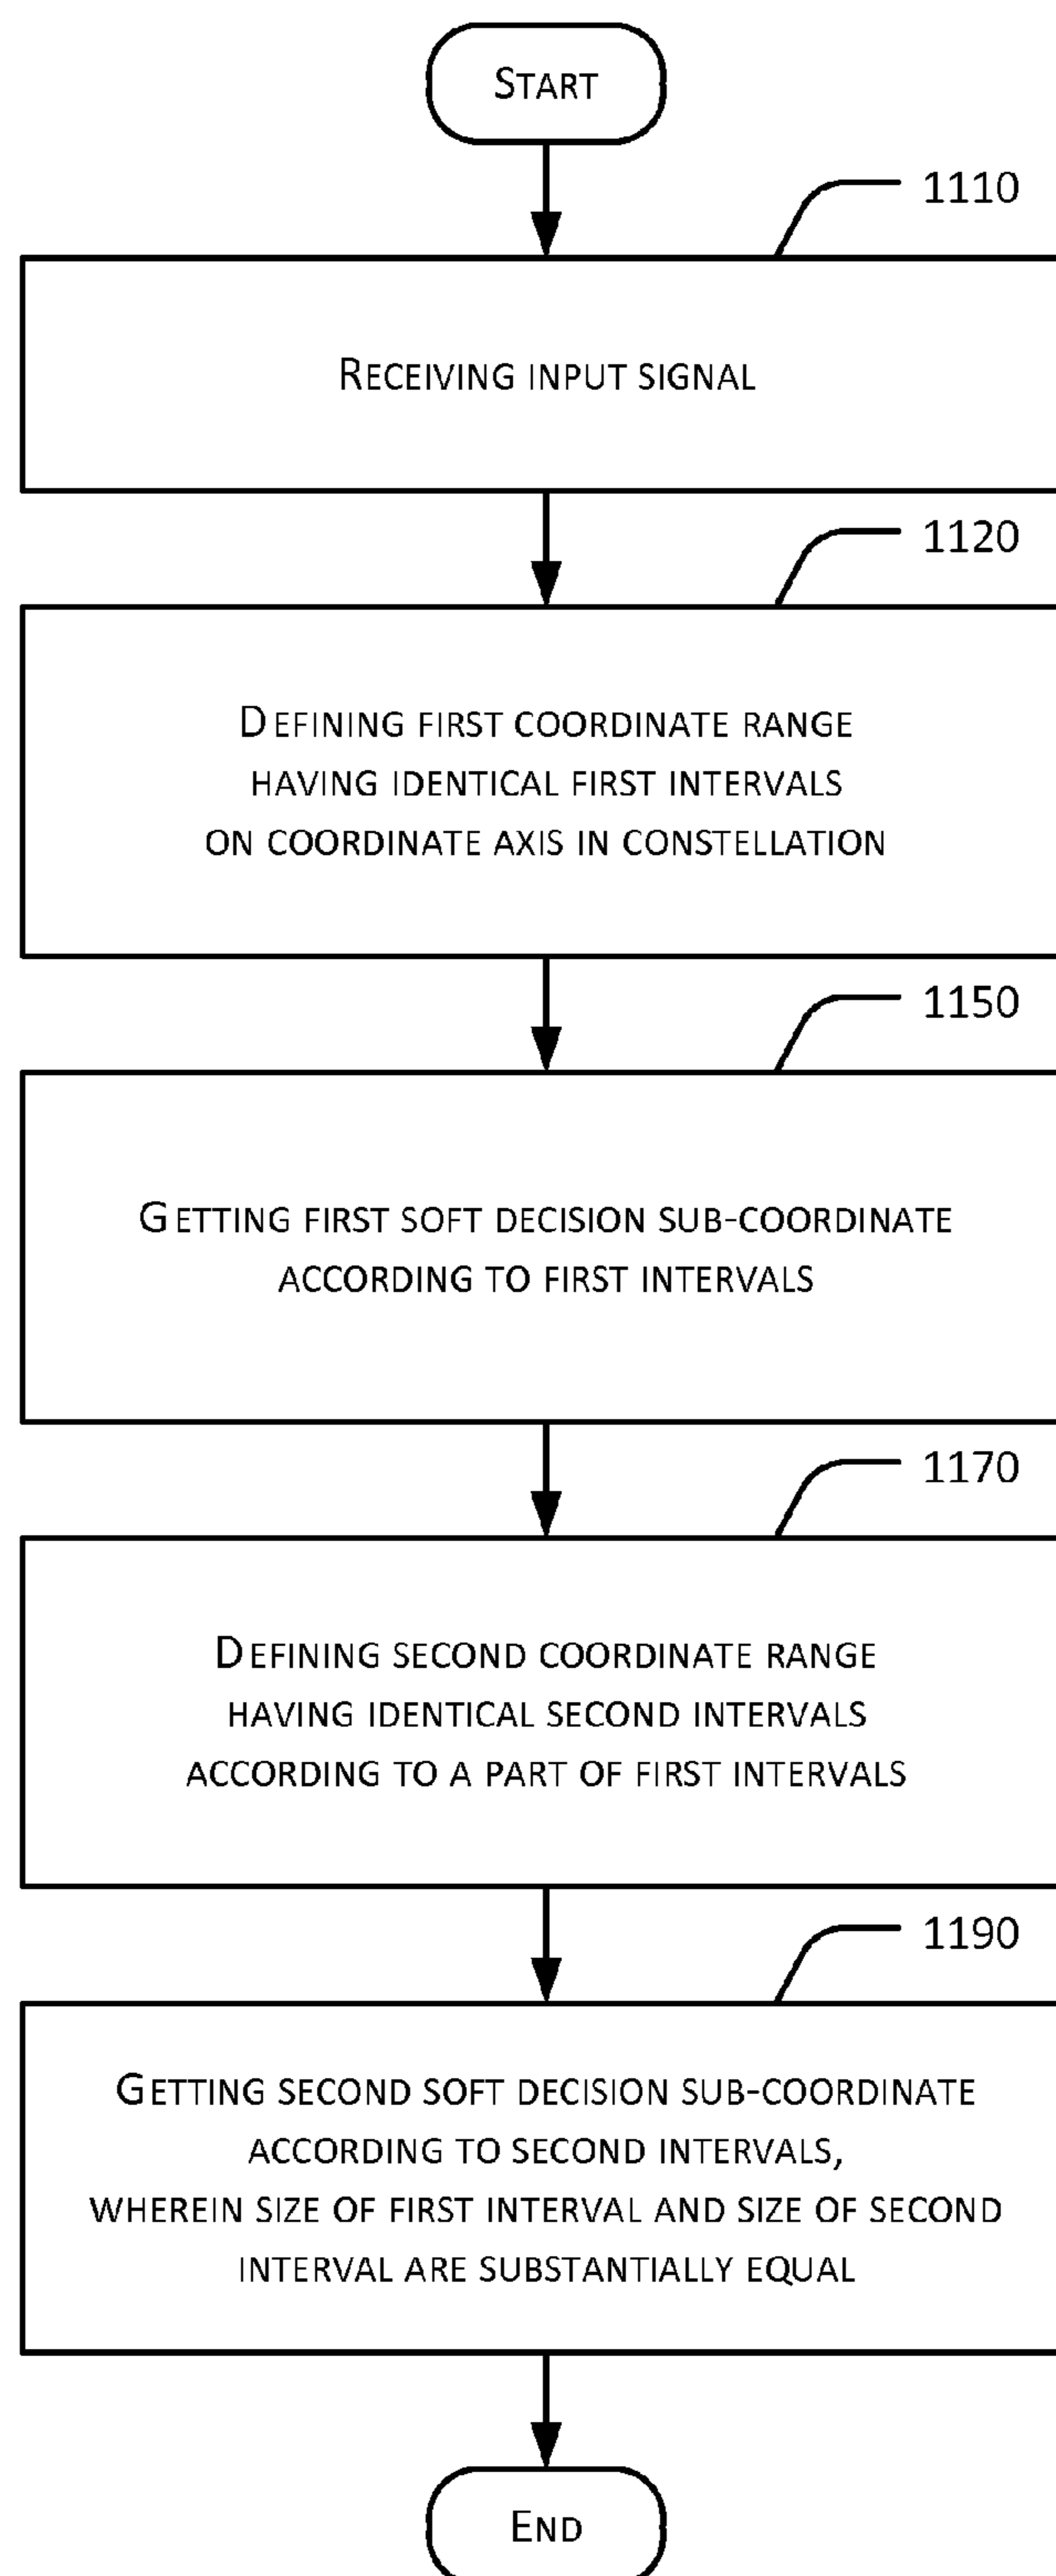 START
1110
RECEIVING INPUT SIGNAL
1120
DEFINING FIRST COORDINATE RANGE
HAVING IDENTICAL FIRST INTERVALS
ON COORDINATE AXIS IN CONSTELLATION
1150
GETTING FIRST SOFT DECISION SUB-COORDINATE
ACCORDING TO FIRST INTERVALS
1170
DEFINING SECOND COORDINATE RANGE
HAVING IDENTICAL SECOND INTERVALS
ACCORDING TO A PART OF FIRST INTERVALS
1190
GETTING SECOND SOFT DECISION SUB-COORDINATE
ACCORDING TO SECOND INTERVALS,
WHEREIN SIZE OF FIRST INTERVAL AND SIZE OF SECOND
INTERVAL ARE SUBSTANTIALLY EQUAL
END